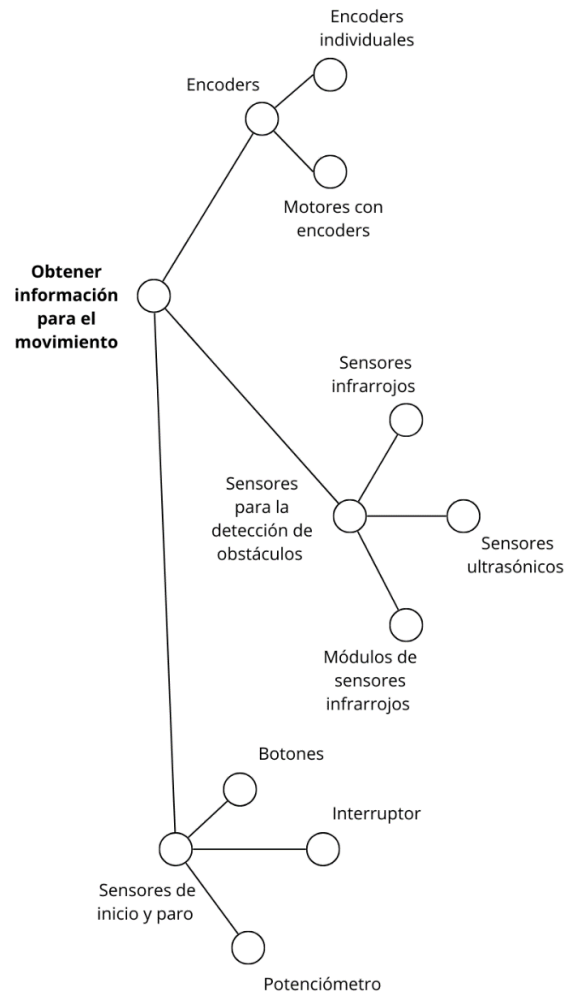 Encoders
individuales
Encoders
Motores con
encoders
Obtener
información
para el
movimiento
Sensores
infrarrojos
Sensores
para la
detección de
obstáculos
Sensores
ultrasónicos
Módulos de
sensores
infrarrojos
Botones
Interruptor
Sensores de
inicio y paro
Potenciómetro